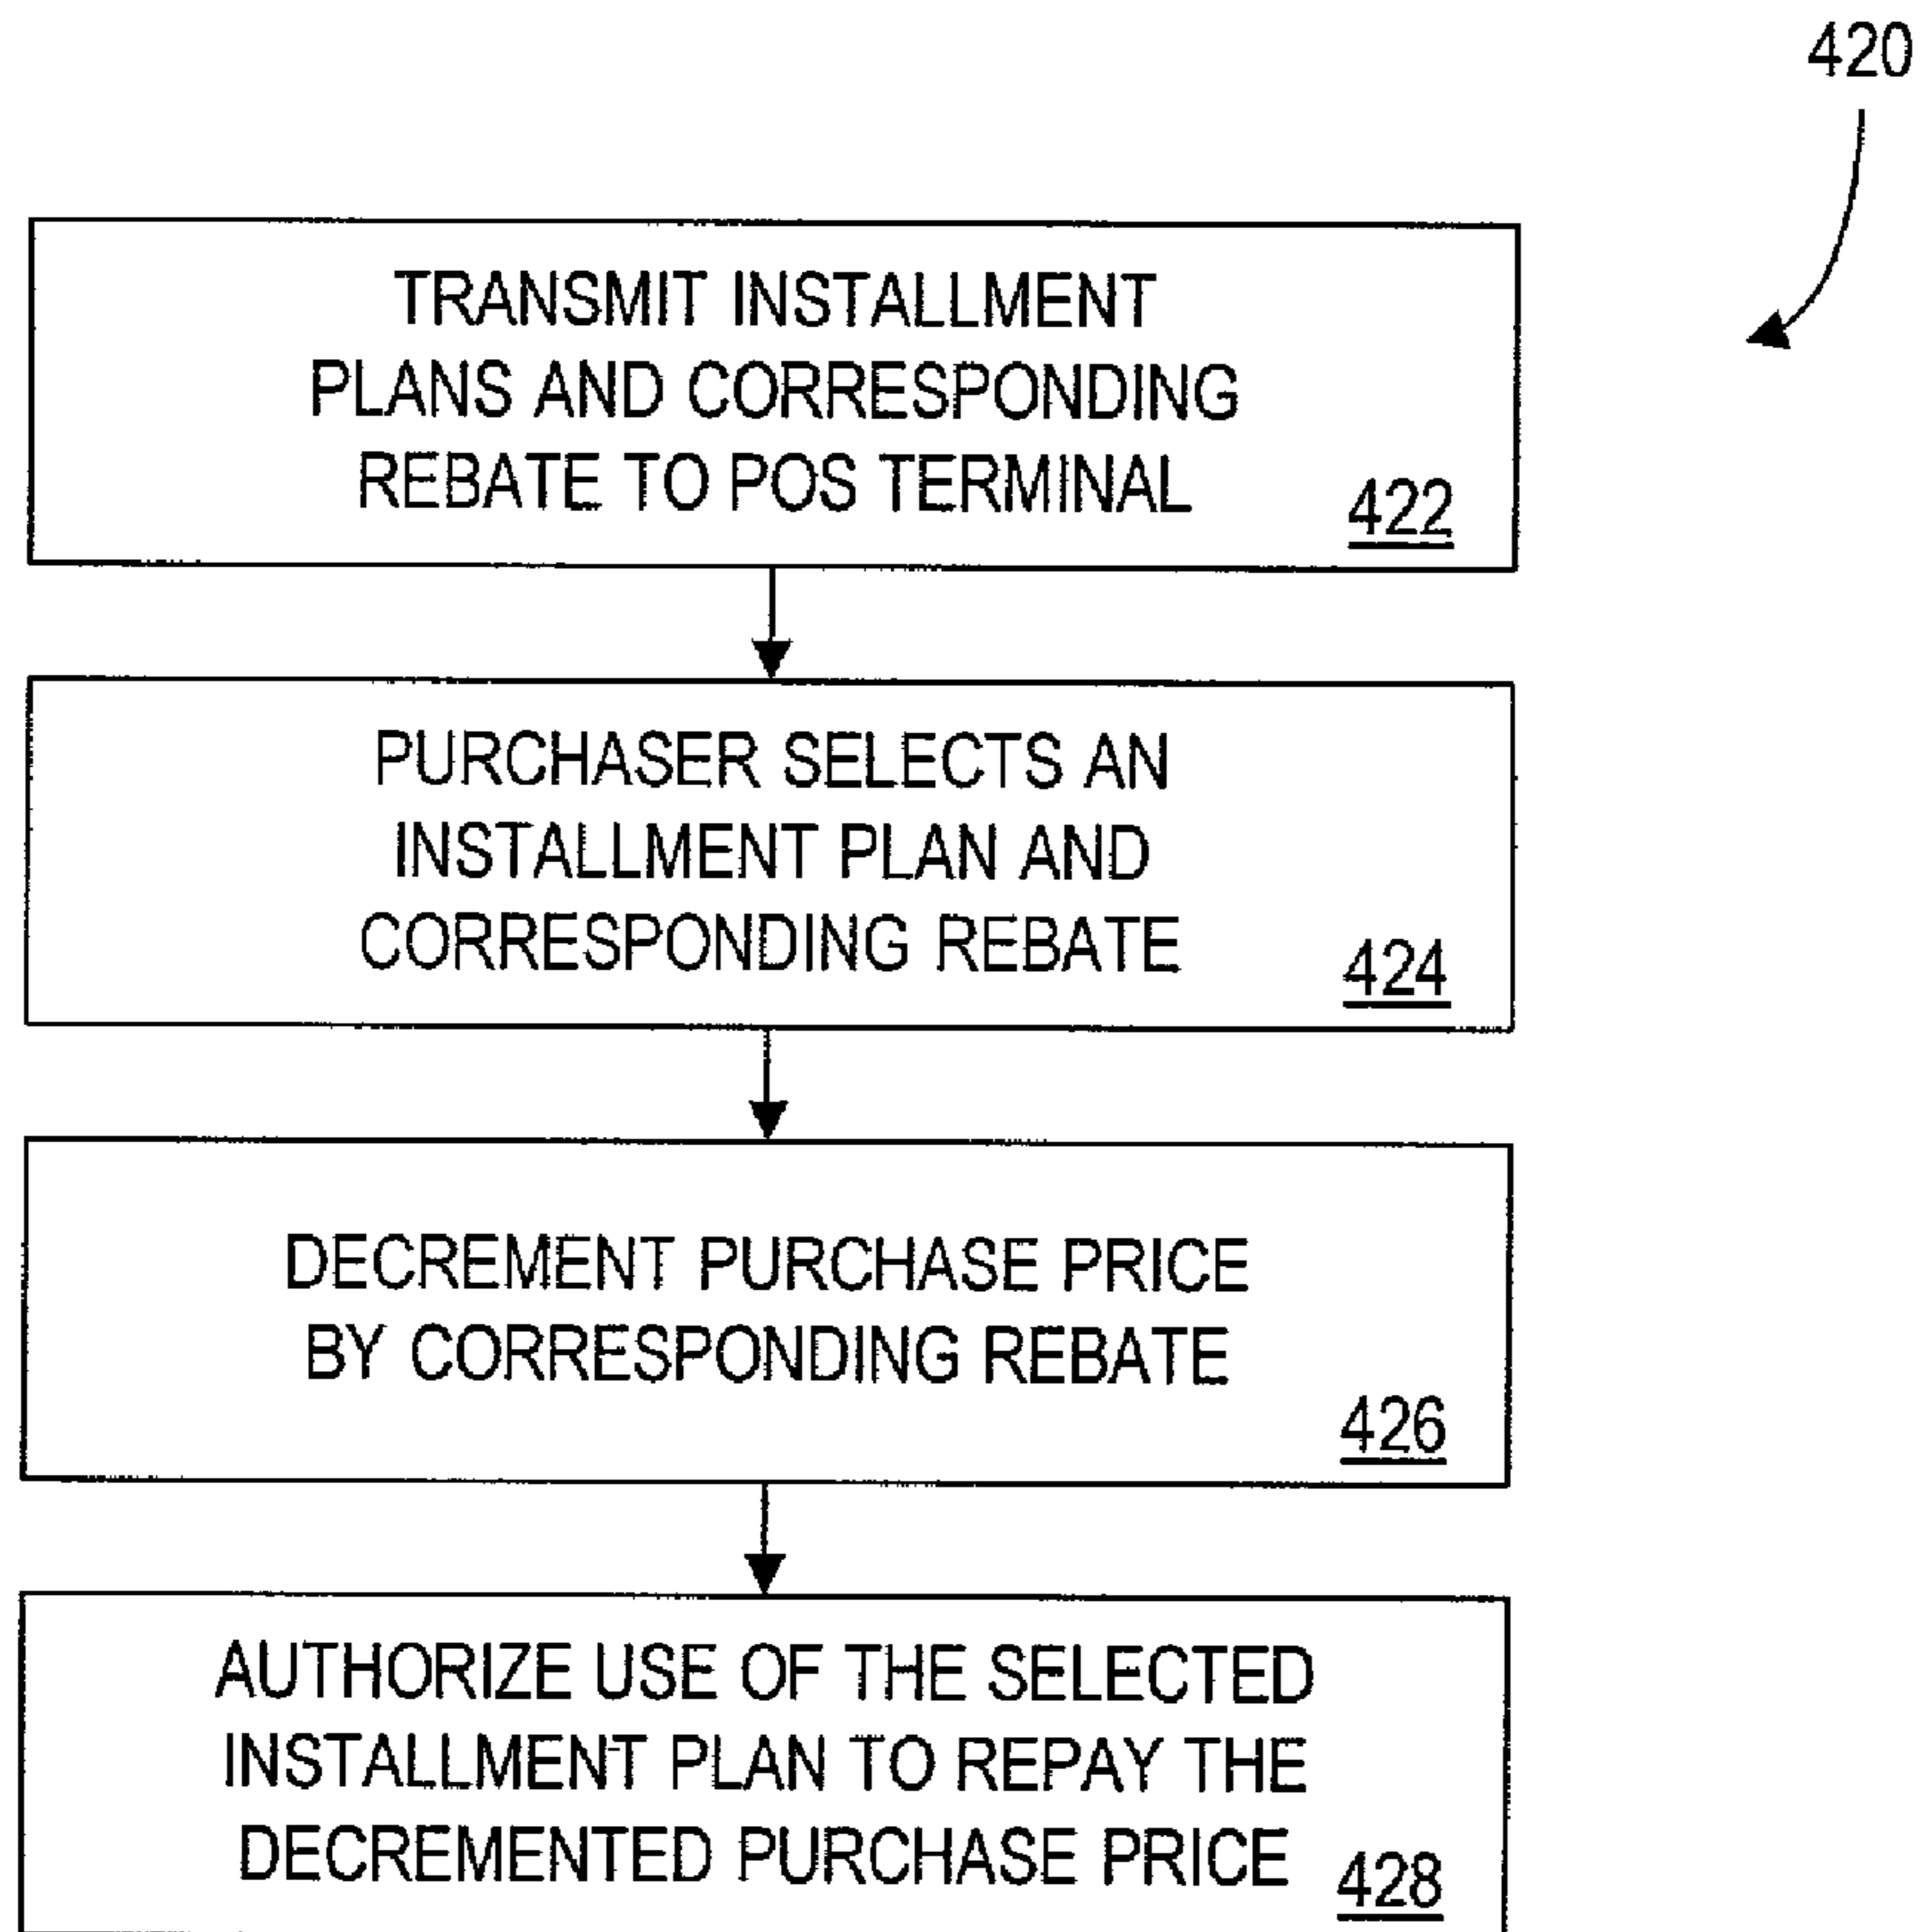 420
TRANSMIT INSTALLMENT
PLANS AND CORRESPONDING
REBATE TO POS TERMINAL
422
PURCHASER SELECTS AN
INSTALLMENT PLAN AND
CORRESPONDING REBATE
424
DECREMENT PURCHASE PRICE
BY CORRESPONDING REBATE
426
AUTHORIZE USE OF THE SELECTED
INSTALLMENT PLAN TO REPAY THE
DECREMENTED PURCHASE PRICE
428